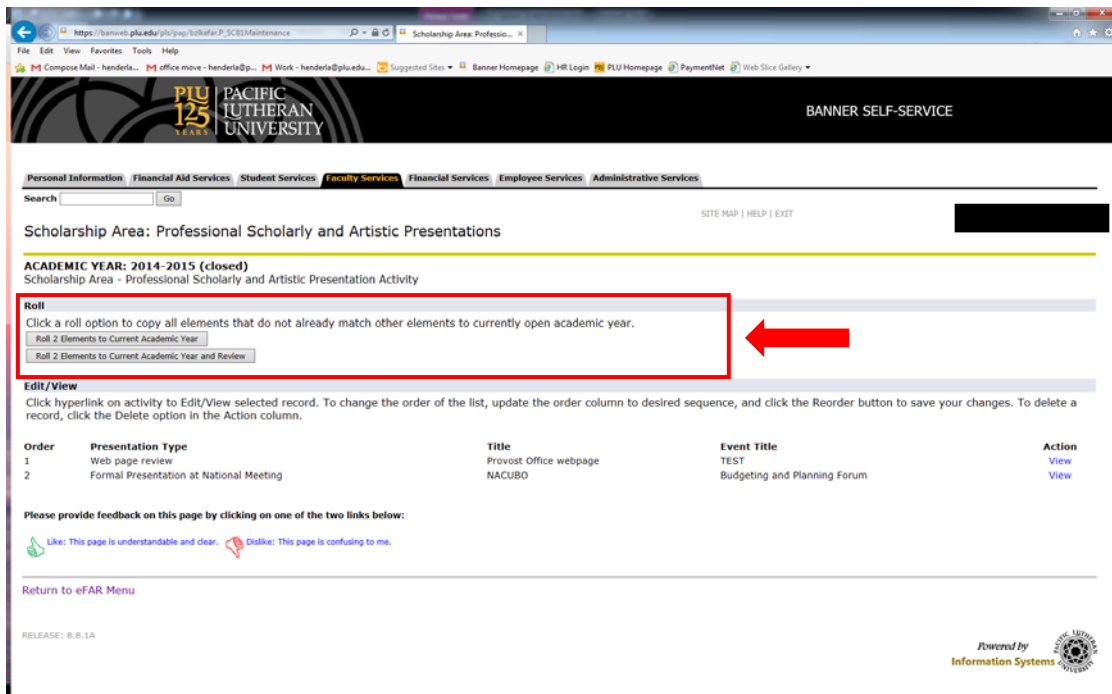 https://banweb.plu.edu/pls/pap/bzlkefar.P_SC81Maintenance
Scholarship Area: Professio...
File Edit View Favorites Tools Help
Compose Mail - henderla... office move - henderla@p... Work - henderla@plu.edu... Suggested Sites Banner Homepage HR Login PLU Homepage PaymentNet Web Slice Gallery
PLU 125 YEARS
PACIFIC LUTHERAN UNIVERSITY
BANNER SELF-SERVICE
Personal Information Financial Aid Services Student Services Faculty Services Financial Services Employee Services Administrative Services
Search Go
SITE MAP | HELP | EXIT
Scholarship Area: Professional Scholarly and Artistic Presentations
ACADEMIC YEAR: 2014-2015 (closed)
Scholarship Area - Professional Scholarly and Artistic Presentation Activity
Roll
Click a roll option to copy all elements that do not already match other elements to currently open academic year.
Roll 2 Elements to Current Academic Year
Roll 2 Elements to Current Academic Year and Review
Edit/View
Click hyperlink on activity to Edit/View selected record. To change the order of the list, update the order column to desired sequence, and click the Reorder button to save your changes. To delete a
record, click the Delete option in the Action column.
Order Presentation Type Title Event Title Action
1 Web page review Provost Office webpage TEST View
2 Formal Presentation at National Meeting NACUBO Budgeting and Planning Forum View
Please provide feedback on this page by clicking on one of the two links below:
Like: This page is understandable and clear. Dislike: This page is confusing to me.
Return to eFAR Menu
RELEASE: 8.8.1A
Powered by
Information Systems